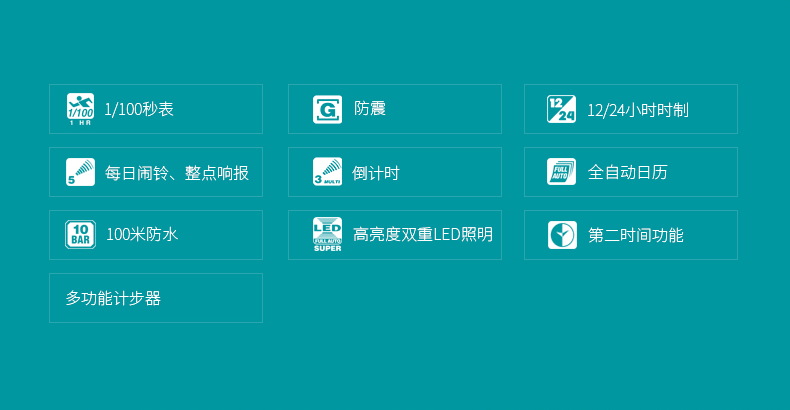 1/100
1 HR
1/100秒表
G
防震
12/24
12/24小时时制
5
每日闹铃、整点响报
3 MULTI
倒计时
FULL AUTO
全自动日历
10 BAR
100米防水
LED
FULL AUTO
SUPER
高亮度双重LED照明
第二时间功能
多功能计步器